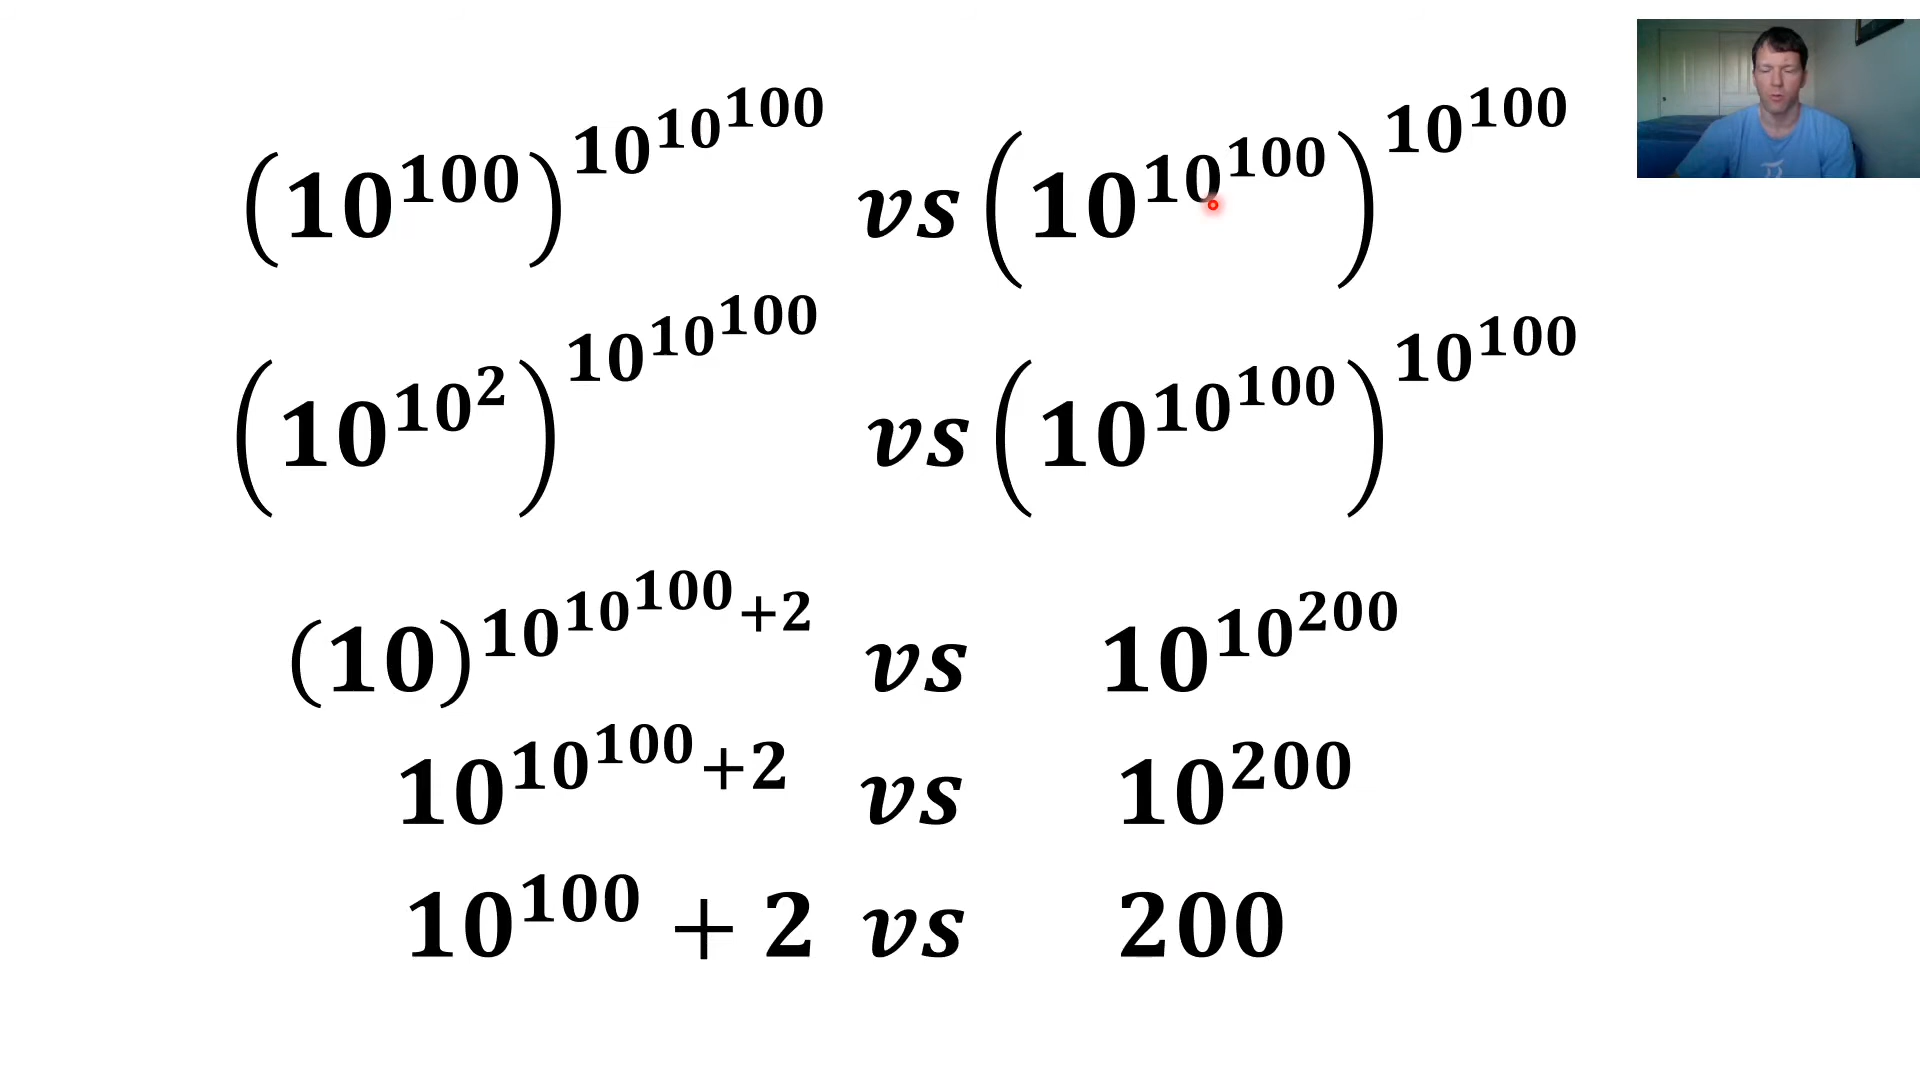 (10^100)^10^10^100 vs (10^10^100)^10^100
(10^10^2)^10^10^100 vs (10^10^100)^10^100
(10)^10^10^100+2 vs 10^10^200
10^10^100+2 vs 10^200
10^100 + 2 vs 200